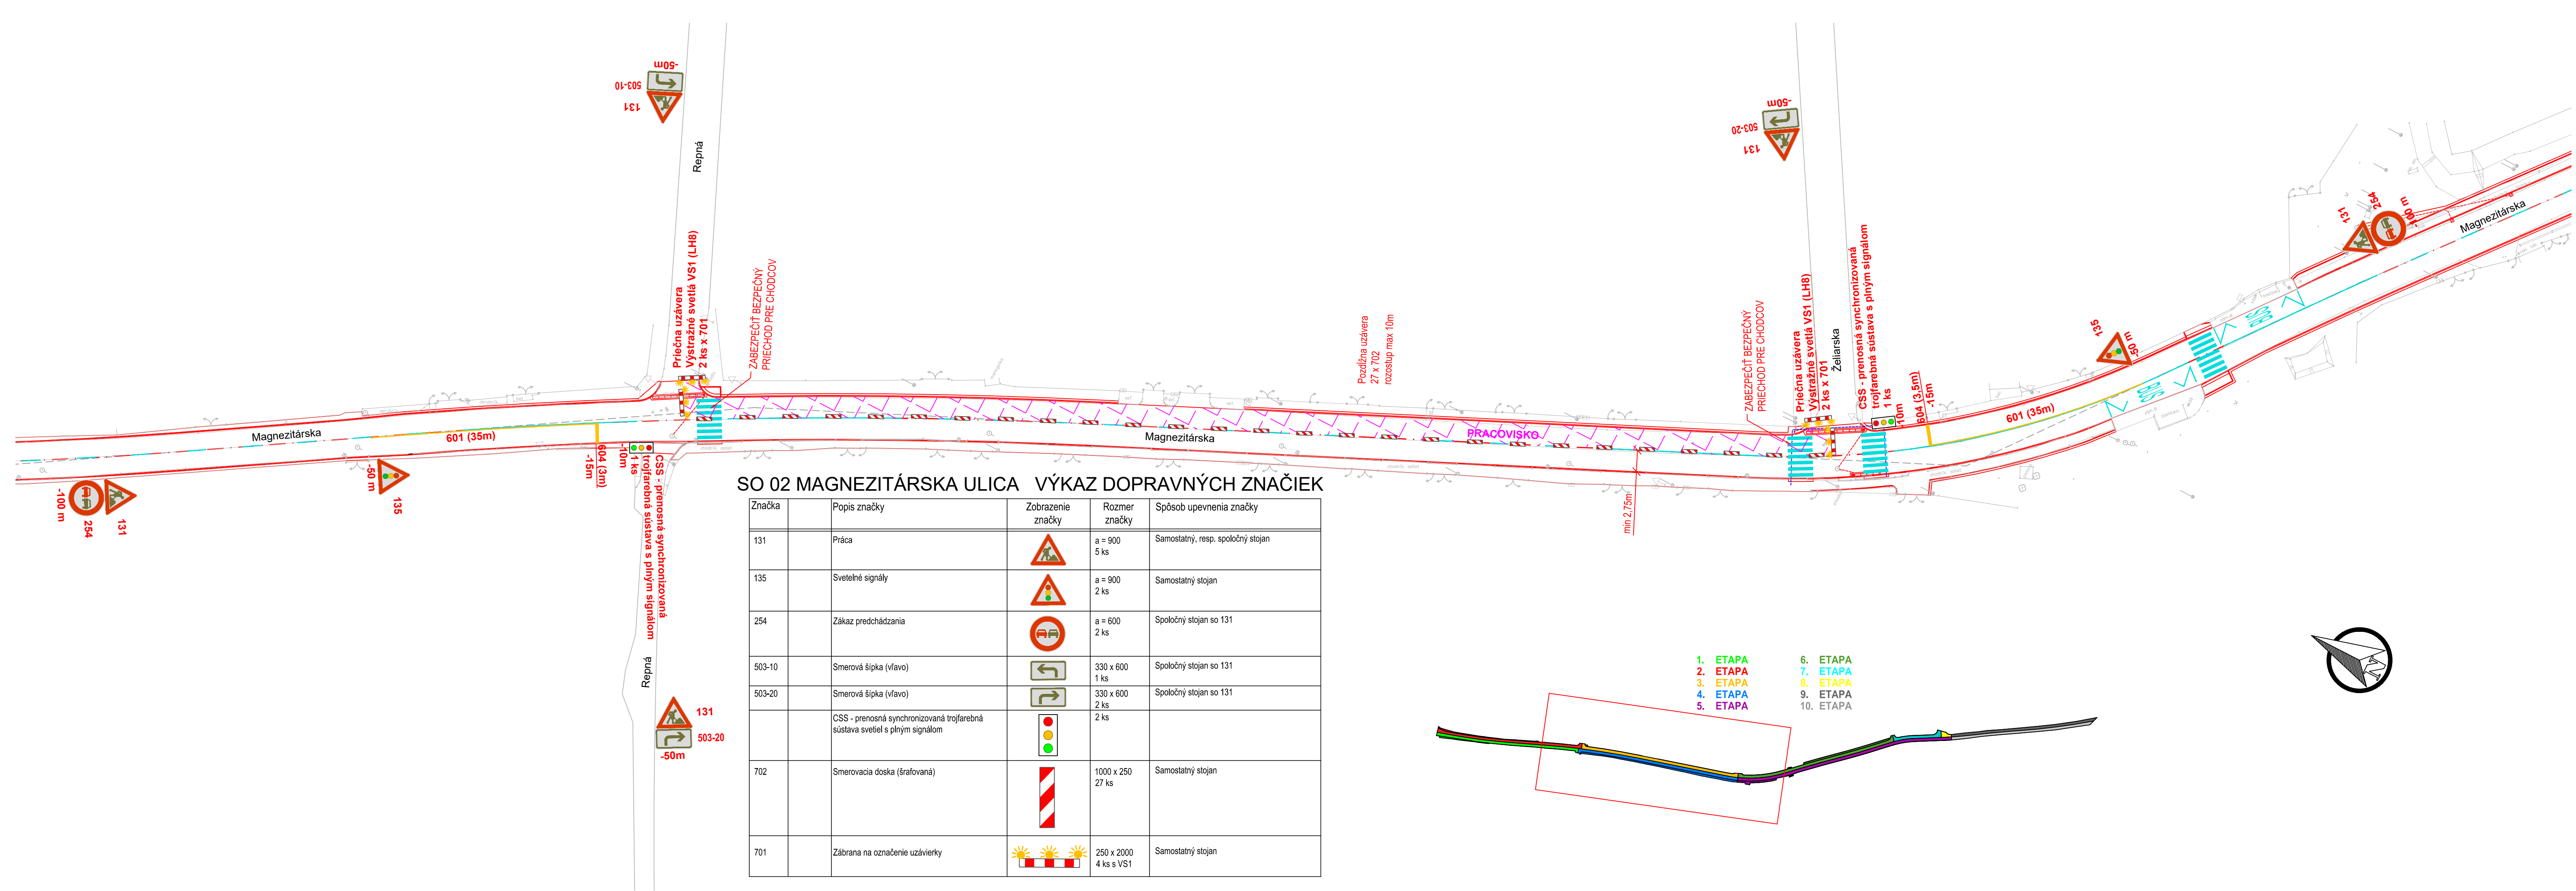 -50m
503-10
131
Repná
Priečna uzávera
Výstražné svetlá VS1 (LH8)
2 ks x 701
ZABEZPEČIŤ BEZPEČNÝ
PRIECHOD PRE CHODCOV
Magnezitárska
601 (35m)
604 (3m)
-15m
-10m
1 ks
CSS - prenosná synchronizovaná
trojfarebná sústava s plným signálom
-50 m
135
-100 m
254
131
Repná
131
503-20
-50m
Magnezitárska
Pozdĺžna uzávera
27 x 702
rozostup max 10m
PRACOVISKO
min 2,75m
-50m
503-20
131
ZABEZPEČIŤ BEZPEČNÝ
PRIECHOD PRE CHODCOV
Priečna uzávera
Výstražné svetlá VS1 (LH8)
2 ks x 701
Želiarska
CSS - prenosná synchronizovaná
trojfarebná sústava s plným signálom
1 ks
-10m
604 (3,5m)
-15m
601 (35m)
135
-50 m
131
254
-100 m
Magnezitárska
SO 02 MAGNEZITÁRSKA ULICA VÝKAZ DOPRAVNÝCH ZNAČIEK
Značka Popis značky Zobrazenie značky Rozmer značky Spôsob upevnenia značky
131 Práca a = 900 Samostatný, resp. spoločný stojan
5 ks
135 Svetelné signály a = 900 Samostatný stojan
2 ks
254 Zákaz predchádzania a = 600 Spoločný stojan so 131
2 ks
503-10 Smerová šípka (vľavo) 330 x 600 Spoločný stojan so 131
1 ks
503-20 Smerová šípka (vľavo) 330 x 600 Spoločný stojan so 131
2 ks
CSS - prenosná synchronizovaná trojfarebná 2 ks
sústava svetiel s plným signálom
702 Smerovacia doska (šrafovaná) 1000 x 250 Samostatný stojan
27 ks
701 Zábrana na označenie uzávierky 250 x 2000 Samostatný stojan
4 ks s VS1
1. ETAPA
2. ETAPA
3. ETAPA
4. ETAPA
5. ETAPA
6. ETAPA
7. ETAPA
8. ETAPA
9. ETAPA
10. ETAPA